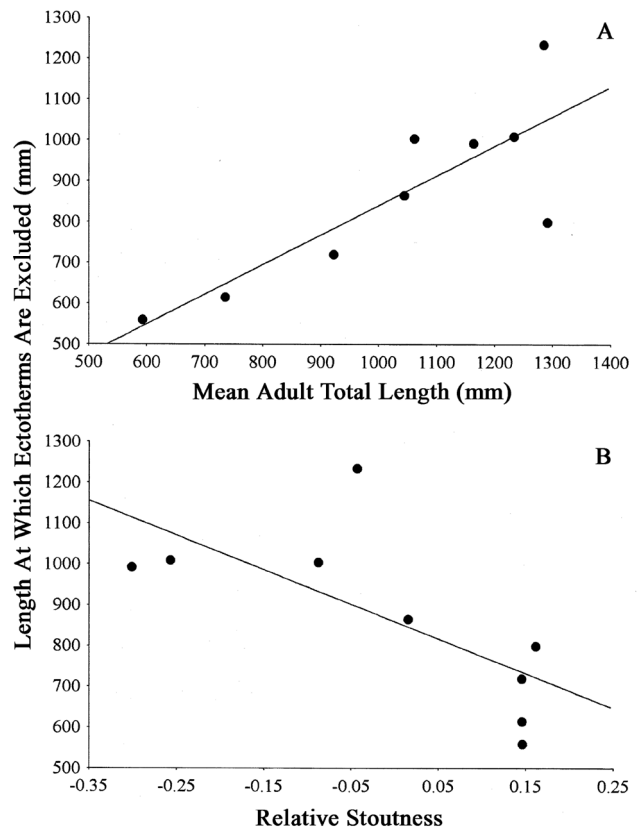 1300
A
1200
1100
1000
900
800
700
600
500
500 600 700 800 900 1000 1100 1200 1300 1400
Mean Adult Total Length (mm)
Length At Which Ectotherms Are Excluded (mm)
1300
B
1200
1100
1000
900
800
700
600
500
-0.35 -0.25 -0.15 -0.05 0.05 0.15 0.25
Relative Stoutness